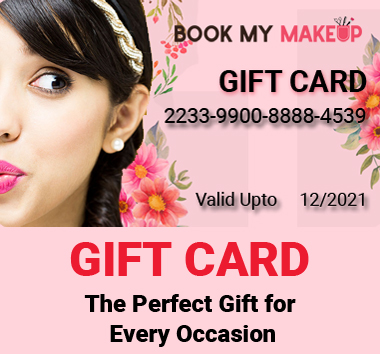 BOOK MY MAKEUP
GIFT CARD
2233-9900-8888-4539
Valid Upto 12/2021
GIFT CARD
The Perfect Gift for
Every Occasion